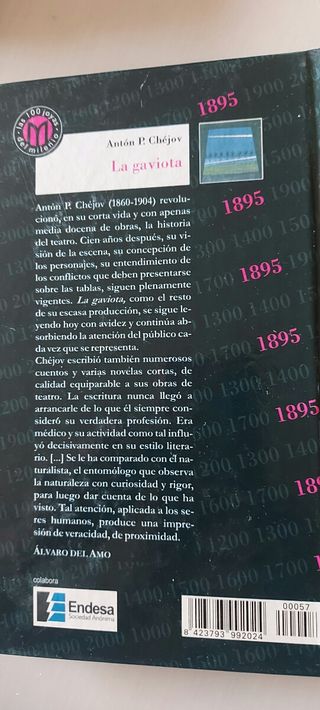 las 100 joyas
del milenio
M
Antón P. Chéjov
La gaviota
1895
1895
1895
1895
1895
Antón P. Chéjov (1860-1904) revolu-
cionó, en su corta vida y con apenas
media docena de obras, la historia
del teatro. Cien años después, su vi-
sión de la escena, su concepción de
los personajes, su entendimiento de
los conflictos que deben presentarse
sobre las tablas, siguen plenamente
vigentes. La gaviota, como el resto
de su escasa producción, se sigue le-
yendo hoy con avidez y continúa ab-
sorbiendo la atención del público ca-
da vez que se representa.
Chéjov escribió también numerosos
cuentos y varias novelas cortas, de
calidad equiparable a sus obras de
teatro. La escritura nunca llegó a
arrancarle de lo que él siempre con-
sideró su verdadera profesión. Era
médico y su actividad como tal influ-
yó decisivamente en su estilo litera-
rio. [...] Se le ha comparado con el na-
turalista, el entomólogo que observa
la naturaleza con curiosidad y rigor,
para luego dar cuenta de lo que ha
visto. Tal atención, aplicada a los se-
res humanos, produce una impre-
sión de veracidad, de proximidad.
ÁLVARO DEL AMO
colabora
Endesa
Sociedad Anónima
00057
8 423793 992024